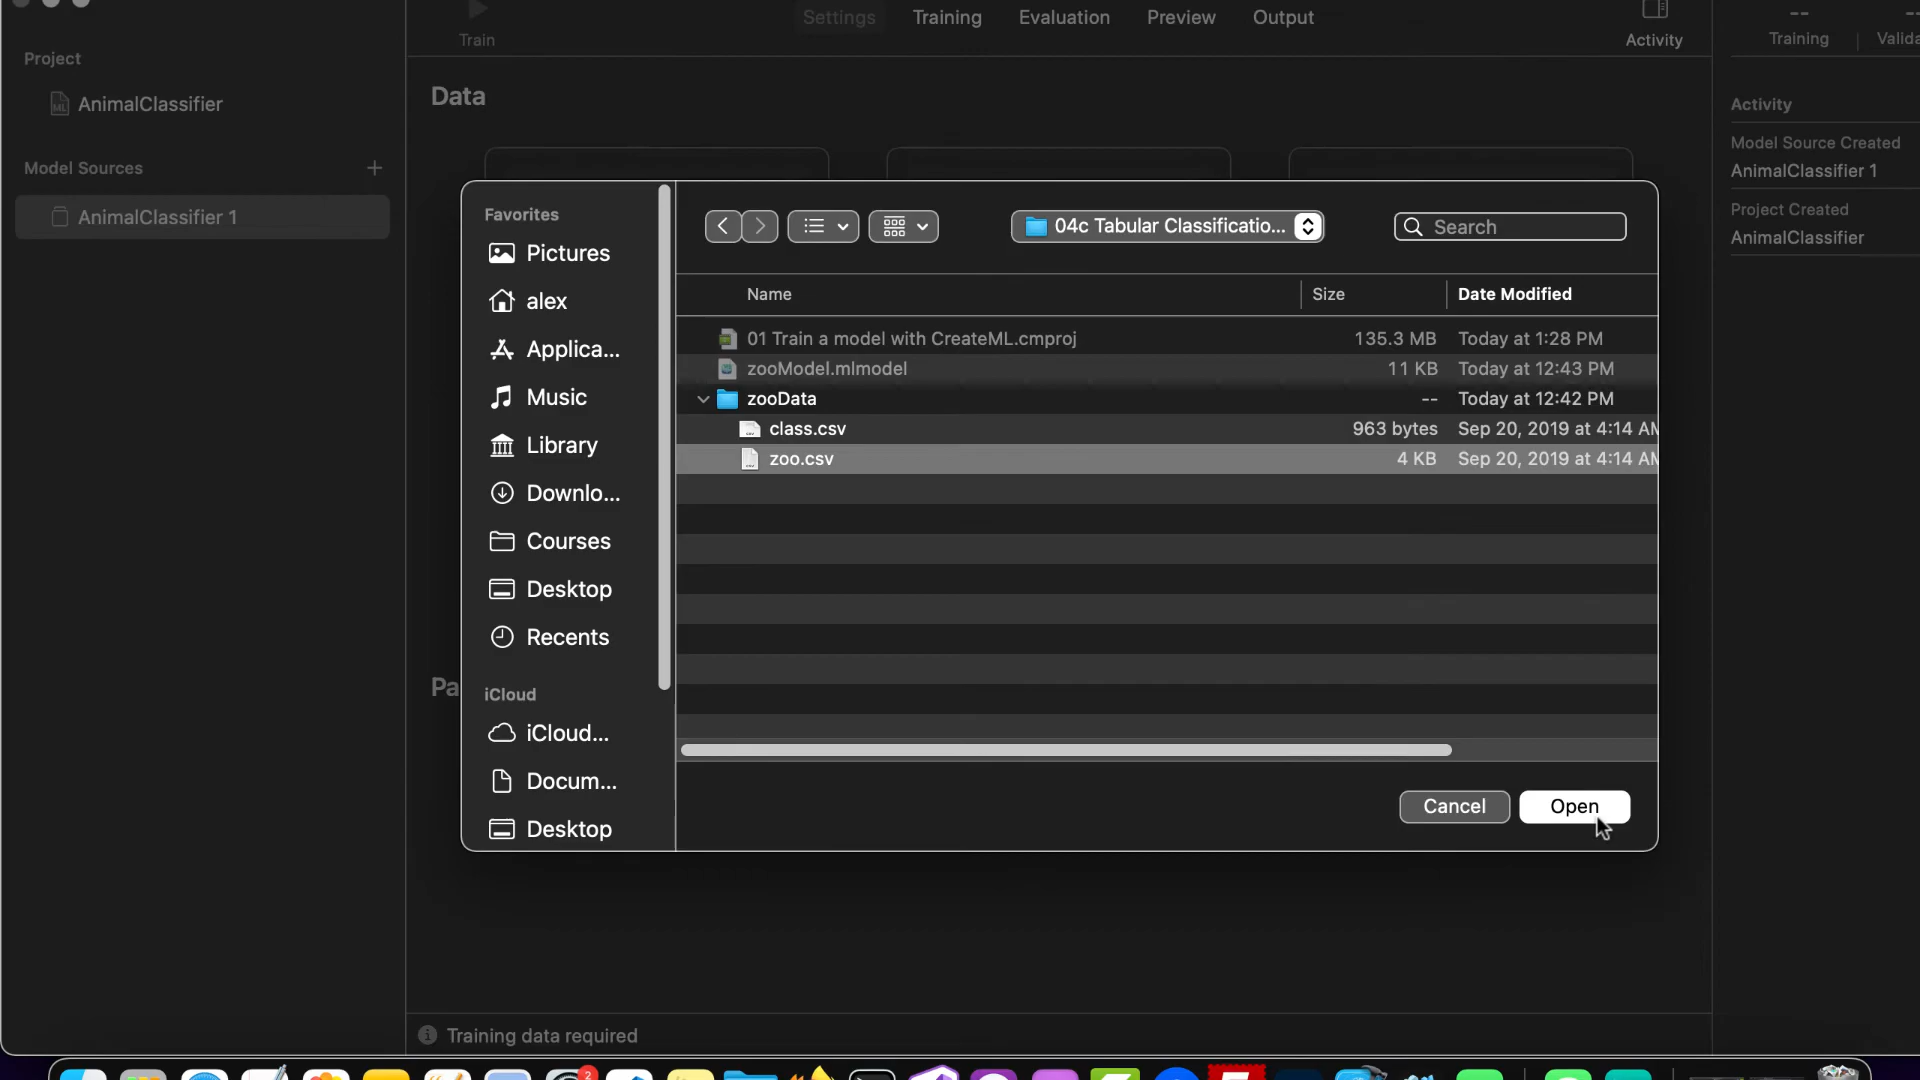 Settings
Training
Evaluation
Preview
Output
Train
Activity
--
Training
Project
AnimalClassifier
Model Sources
AnimalClassifier 1
Data
Activity
Model Source Created
AnimalClassifier 1
Project Created
AnimalClassifier
Favorites
Pictures
alex
Applica...
Music
Library
Downlo...
Courses
Desktop
Recents
iCloud
iCloud...
Docum...
Desktop
04c Tabular Classificatio...
Search
Name Size Date Modified
01 Train a model with CreateML.cmproj 135.3 MB Today at 1:28 PM
zooModel.mlmodel 11 KB Today at 12:43 PM
zooData -- Today at 12:42 PM
class.csv 963 bytes Sep 20, 2019 at 4:14 AM
zoo.csv 4 KB Sep 20, 2019 at 4:14 AM
Cancel
Open
Training data required
2